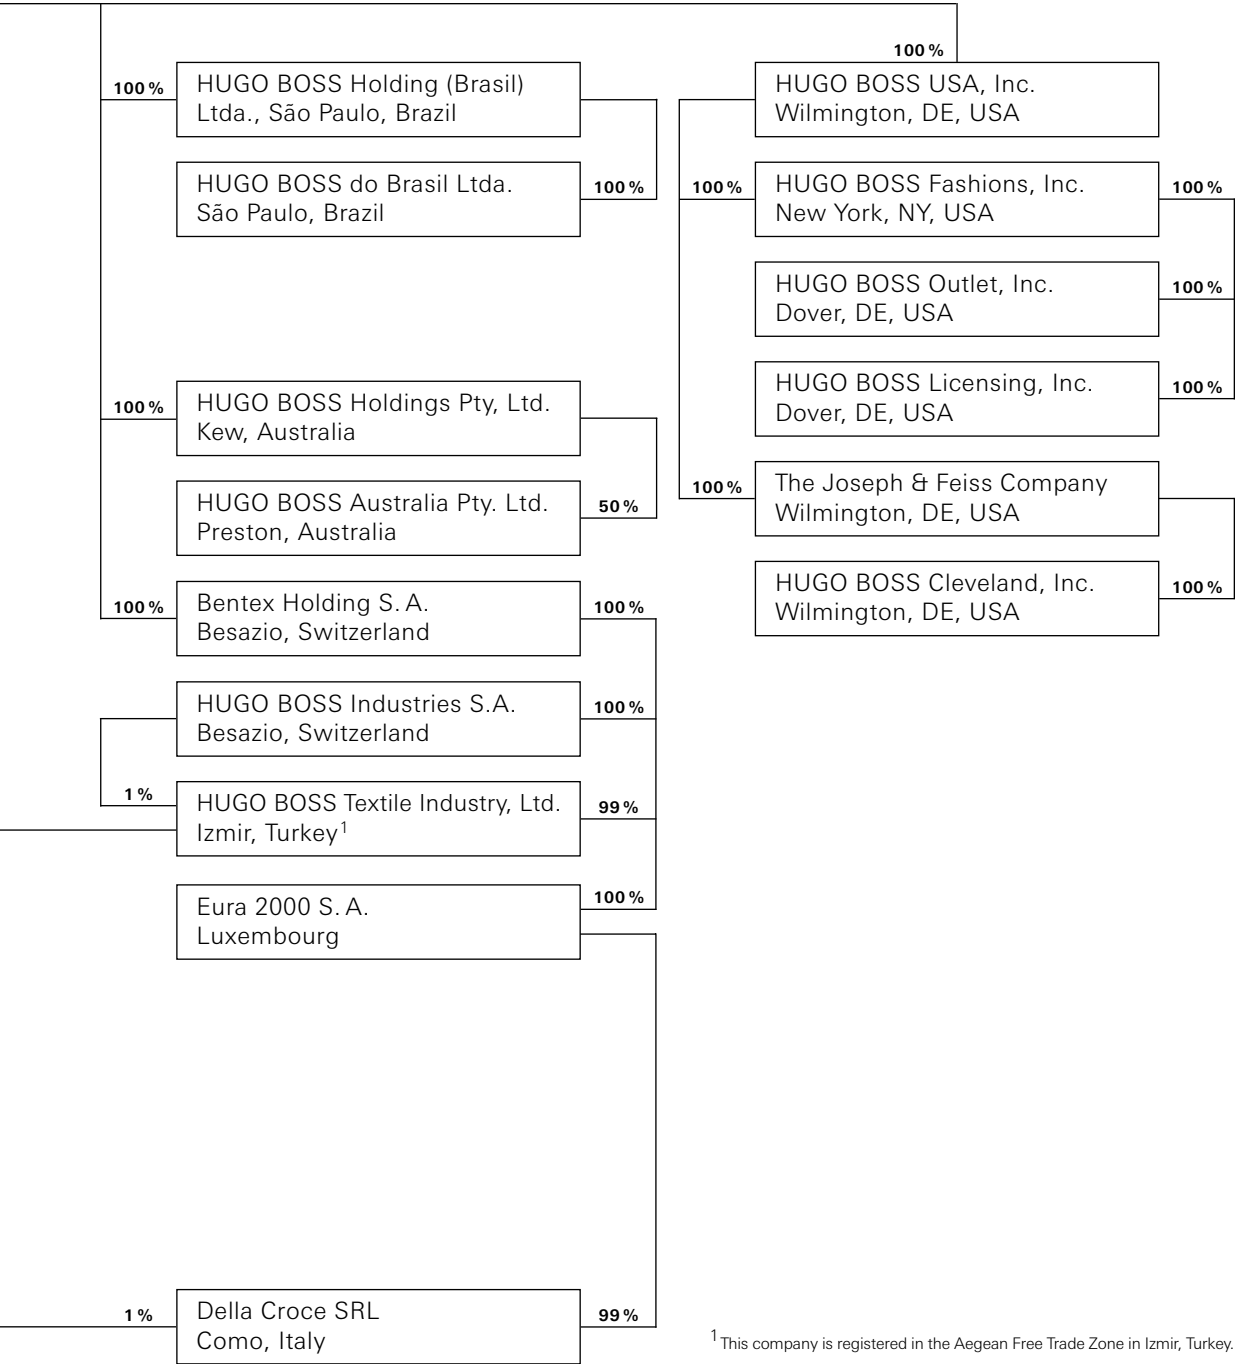 100 %
HUGO BOSS Holding (Brasil)
Ltda., São Paulo, Brazil
HUGO BOSS do Brasil Ltda.
São Paulo, Brazil
100 %
100 %
HUGO BOSS Holdings Pty, Ltd.
Kew, Australia
HUGO BOSS Australia Pty. Ltd.
Preston, Australia
50 %
100 %
Bentex Holding S. A.
Besazio, Switzerland
100 %
HUGO BOSS Industries S.A.
Besazio, Switzerland
100 %
1 %
HUGO BOSS Textile Industry, Ltd.
Izmir, Turkey1
99 %
Eura 2000 S. A.
Luxembourg
100 %
1 %
Della Croce SRL
Como, Italy
99 %
100 %
HUGO BOSS USA, Inc.
Wilmington, DE, USA
100 %
HUGO BOSS Fashions, Inc.
New York, NY, USA
100 %
HUGO BOSS Outlet, Inc.
Dover, DE, USA
100 %
HUGO BOSS Licensing, Inc.
Dover, DE, USA
100 %
100 %
The Joseph & Feiss Company
Wilmington, DE, USA
HUGO BOSS Cleveland, Inc.
Wilmington, DE, USA
100 %
1 This company is registered in the Aegean Free Trade Zone in Izmir, Turkey.